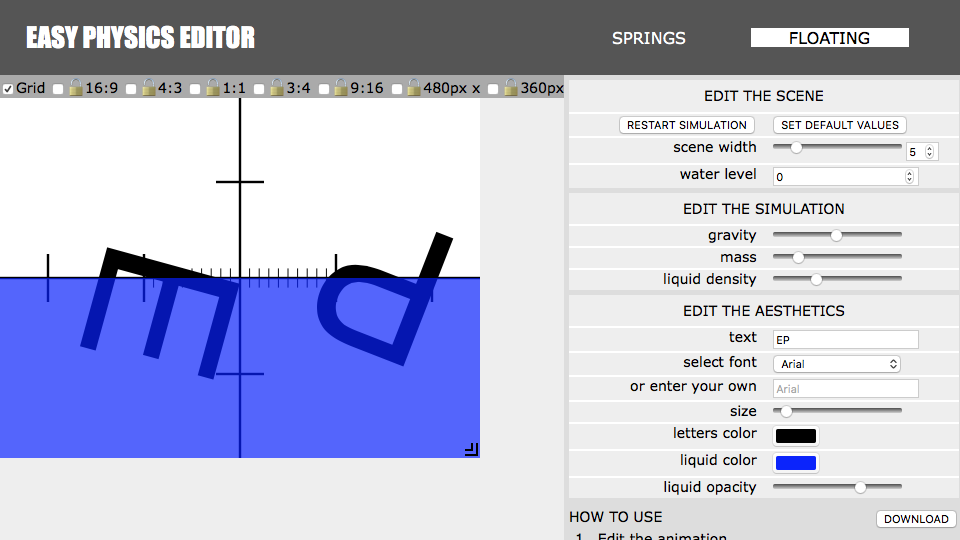 EASY PHYSICS EDITOR
SPRINGS FLOATING
Grid 16:9 4:3 1:1 3:4 9:16 480px x 360px
E P
EDIT THE SCENE
RESTART SIMULATION SET DEFAULT VALUES
scene width 5
water level 0
EDIT THE SIMULATION
gravity
mass
liquid density
EDIT THE AESTHETICS
text EP
select font Arial
or enter your own Arial
size
letters color
liquid color
liquid opacity
HOW TO USE DOWNLOAD
1. Edit the animation